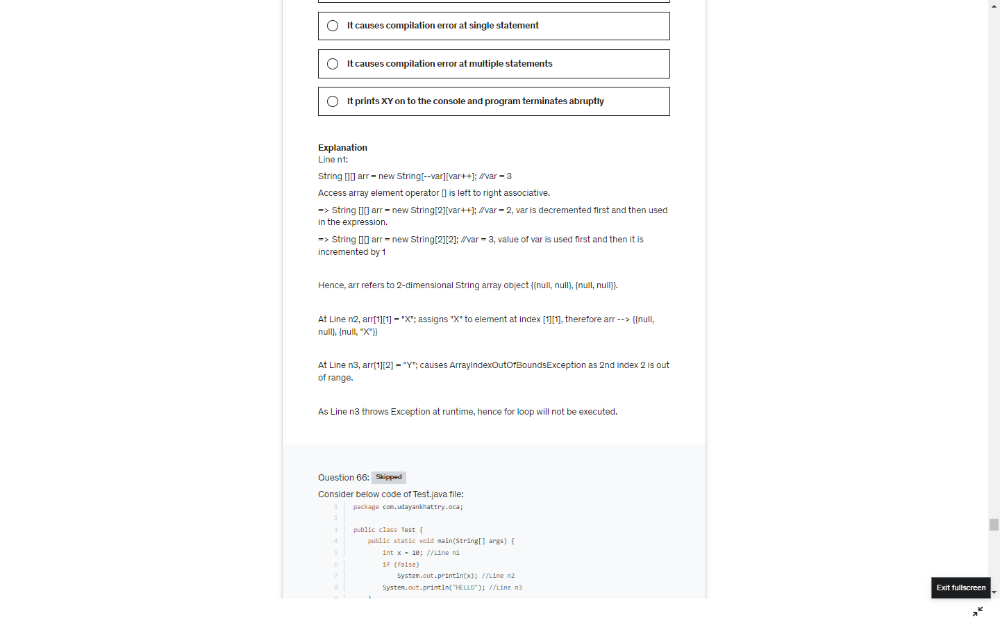 It causes compilation error at single statement
It causes compilation error at multiple statements
It prints XY on to the console and program terminates abruptly
Explanation
Line n1:
String [][] arr = new String[--var][var++]; //var = 3
Access array element operator [] is left to right associative.
=> String [][] arr = new String[2][var++]; //var = 2, var is decremented first and then used
in the expression.
=> String [][] arr = new String[2][2]; //var = 3, value of var is used first and then it is
incremented by 1
Hence, arr refers to 2-dimensional String array object {{null, null}, {null, null}}.
At Line n2, arr[1][1] = "X"; assigns "X" to element at index [1][1], therefore arr --> {{null,
null}, {null, "X"}}
At Line n3, arr[1][2] = "Y"; causes ArrayIndexOutOfBoundsException as 2nd index 2 is out
of range.
As Line n3 throws Exception at runtime, hence for loop will not be executed.
Question 66: Skipped
Consider below code of Test.java file:
1 package com.udayankhattry.oca;
2
3 public class Test {
4 public static void main(String[] args) {
5 int x = 10; //Line n1
6 if (false)
7 System.out.println(x); //Line n2
8 System.out.println("HELLO"); //Line n3
9 }
Exit fullscreen